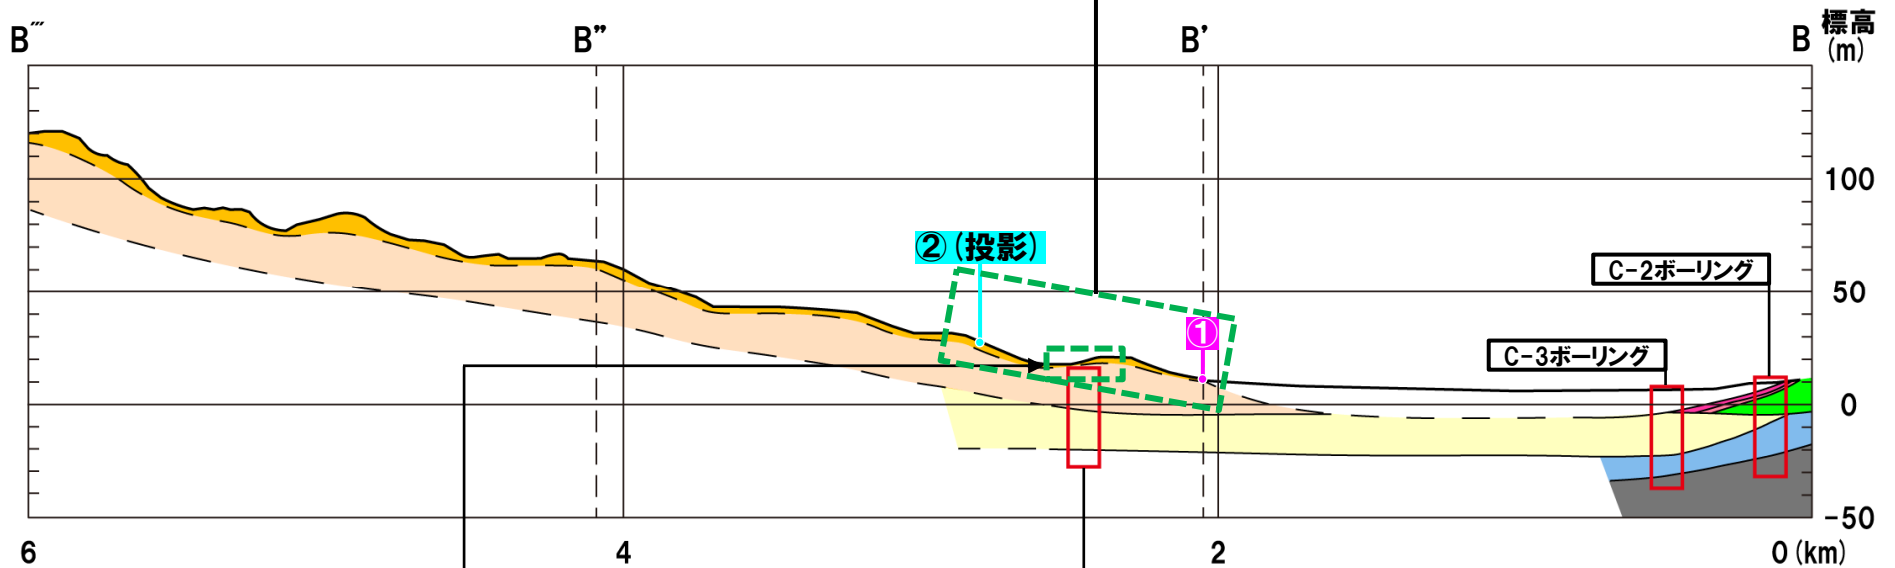 B‴ B” B’ B 標高
(m)
100
②(投影)
C-2ボーリング
50
①
C-3ボーリング
0
-50
6 4 2 0(km)